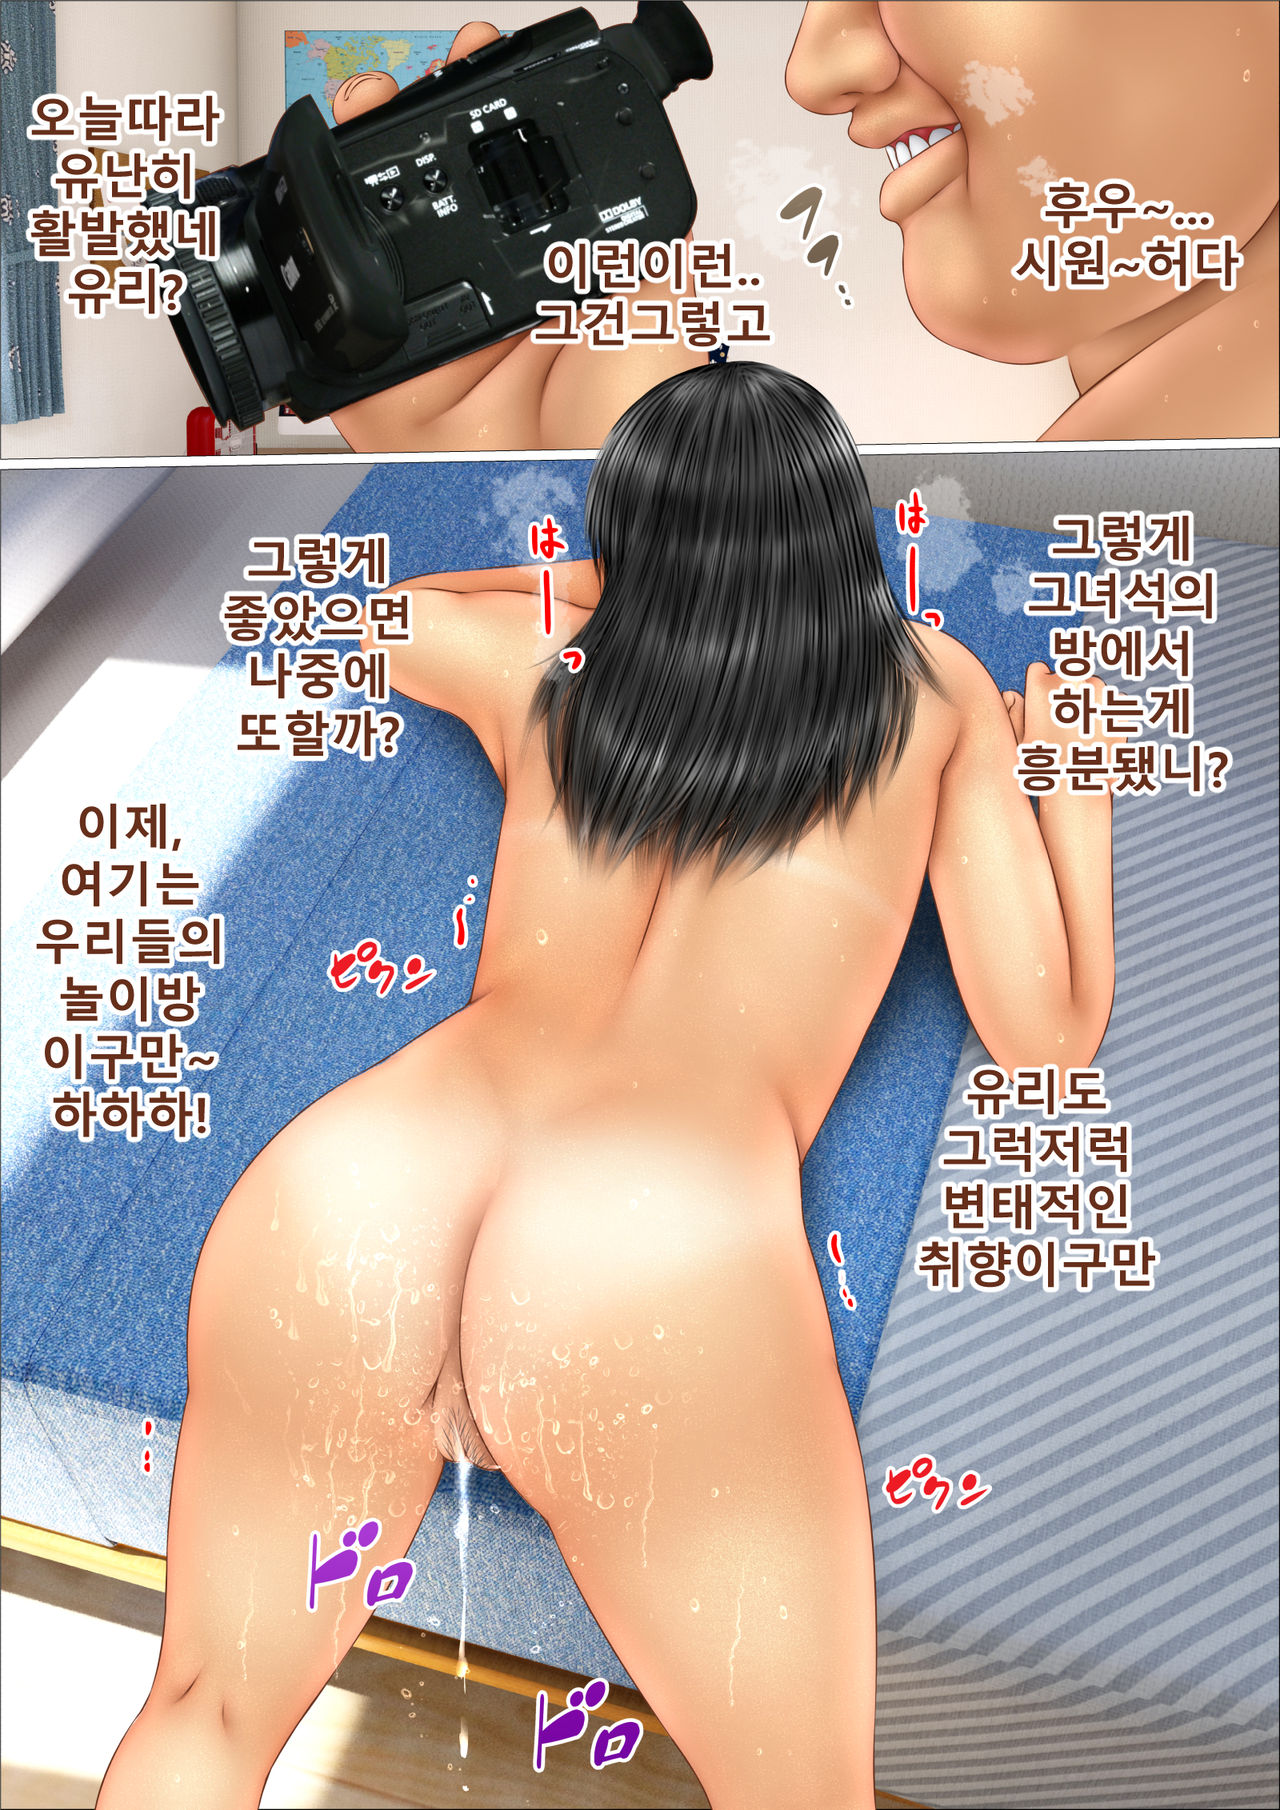 오늘따라
유난히
활발했네
유리?
SD CARD
DISP.
BATT.
INFO
DOLBY
이런이런..
그건그렇고
후우~...
시원~허다
그렇게
좋았으면
나중에
또할까?
はーっ
はーっ
그렇게
그녀석의
방에서
하는게
흥분됐니?
이제,
여기는
우리들의
놀이방
이구만~
하하하!
ピクン
유리도
그럭저럭
변태적인
취향이구만
ピクン
ドロ
ドロ